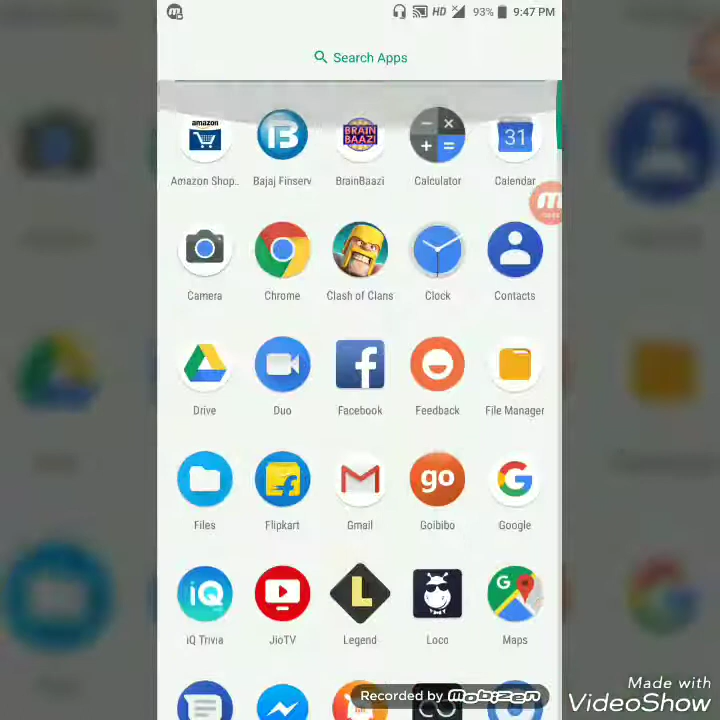 HD 93% 9:47 PM
Search Apps
amazon
BRAIN
BAAZI
31
Amazon Shop..
Bajaj Finserv
BrainBaazi
Calculator
Calendar
Camera
Chrome
Clash of Clans
Clock
Contacts
Drive
Duo
Facebook
Feedback
File Manager
go
Files
Flipkart
Gmail
Goibibo
Google
iQ
L
G
iQ Trivia
JioTV
Legend
Loco
Maps
Recorded by mobizen
Made with
VideoShow